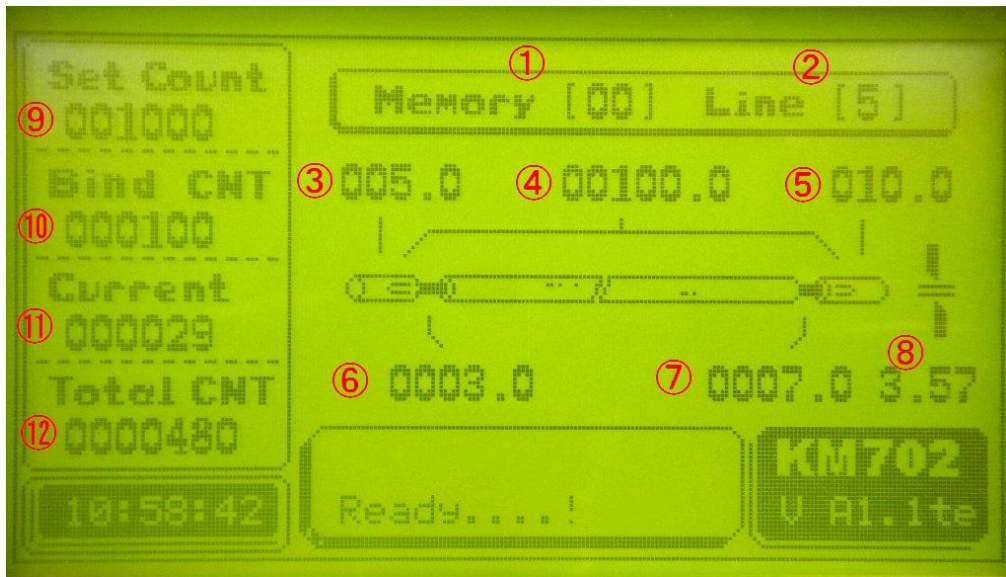 Set Count
⑨ 001000
Bind CNT
⑩ 000100
Current
⑪ 000029
Total CNT
⑫ 0000480
10:58:42
① ②
Memory [00] Line [5]
③ 005.0 ④ 00100.0 ⑤ 010.0
⑥ 0003.0 ⑦ 0007.0 ⑧ 3.57
Ready....!
KM702
V A1.1te